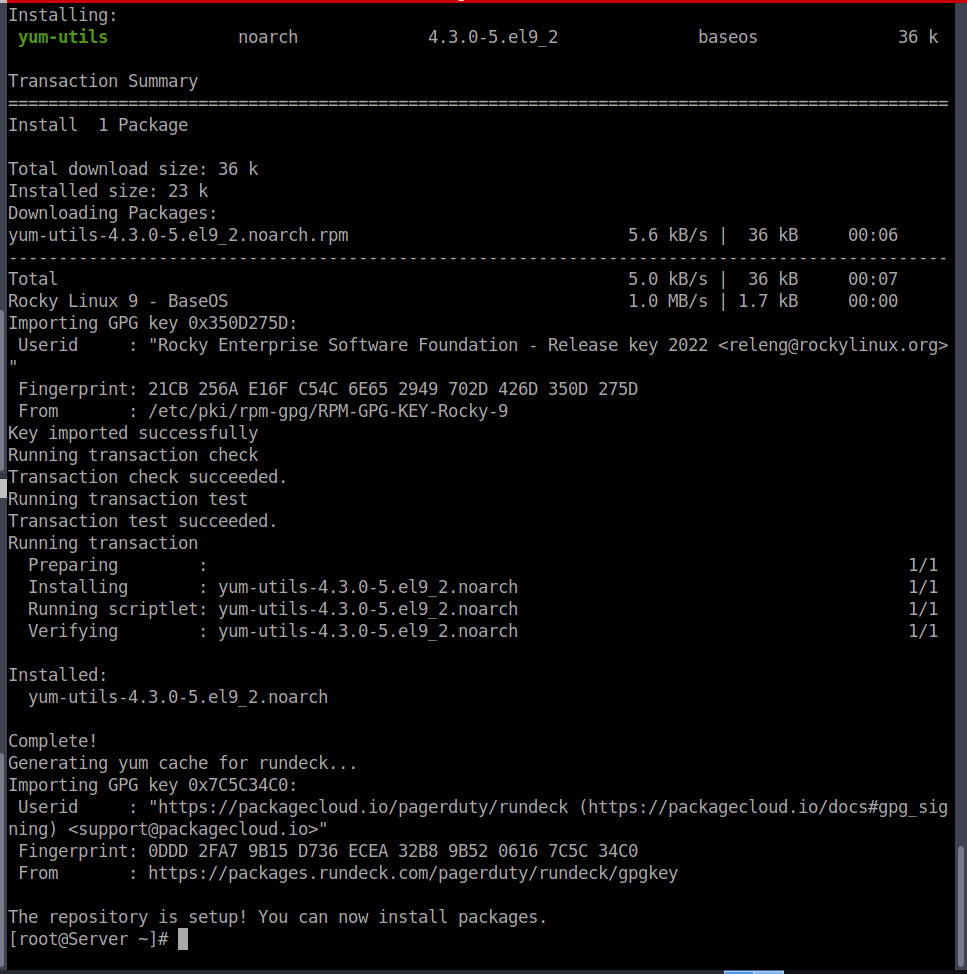 Installing:
 yum-utils             noarch             4.3.0-5.el9_2              baseos              36 k

Transaction Summary
==============================================================================================
Install  1 Package

Total download size: 36 k
Installed size: 23 k
Downloading Packages:
yum-utils-4.3.0-5.el9_2.noarch.rpm                            5.6 kB/s |  36 kB     00:06
----------------------------------------------------------------------------------------------
Total                                                         5.0 kB/s |  36 kB     00:07
Rocky Linux 9 - BaseOS                                        1.0 MB/s | 1.7 kB     00:00
Importing GPG key 0x350D275D:
 Userid     : "Rocky Enterprise Software Foundation - Release key 2022 <releng@rockylinux.org>
"
 Fingerprint: 21CB 256A E16F C54C 6E65 2949 702D 426D 350D 275D
 From       : /etc/pki/rpm-gpg/RPM-GPG-KEY-Rocky-9
Key imported successfully
Running transaction check
Transaction check succeeded.
Running transaction test
Transaction test succeeded.
Running transaction
  Preparing        :                                                                      1/1
  Installing       : yum-utils-4.3.0-5.el9_2.noarch                                       1/1
  Running scriptlet: yum-utils-4.3.0-5.el9_2.noarch                                       1/1
  Verifying        : yum-utils-4.3.0-5.el9_2.noarch                                       1/1

Installed:
  yum-utils-4.3.0-5.el9_2.noarch

Complete!
Generating yum cache for rundeck...
Importing GPG key 0x7C5C34C0:
 Userid     : "https://packagecloud.io/pagerduty/rundeck (https://packagecloud.io/docs#gpg_sig
ning) <support@packagecloud.io>"
 Fingerprint: 0DDD 2FA7 9B15 D736 ECEA 32B8 9B52 0616 7C5C 34C0
 From       : https://packages.rundeck.com/pagerduty/rundeck/gpgkey

The repository is setup! You can now install packages.
[root@Server ~]#